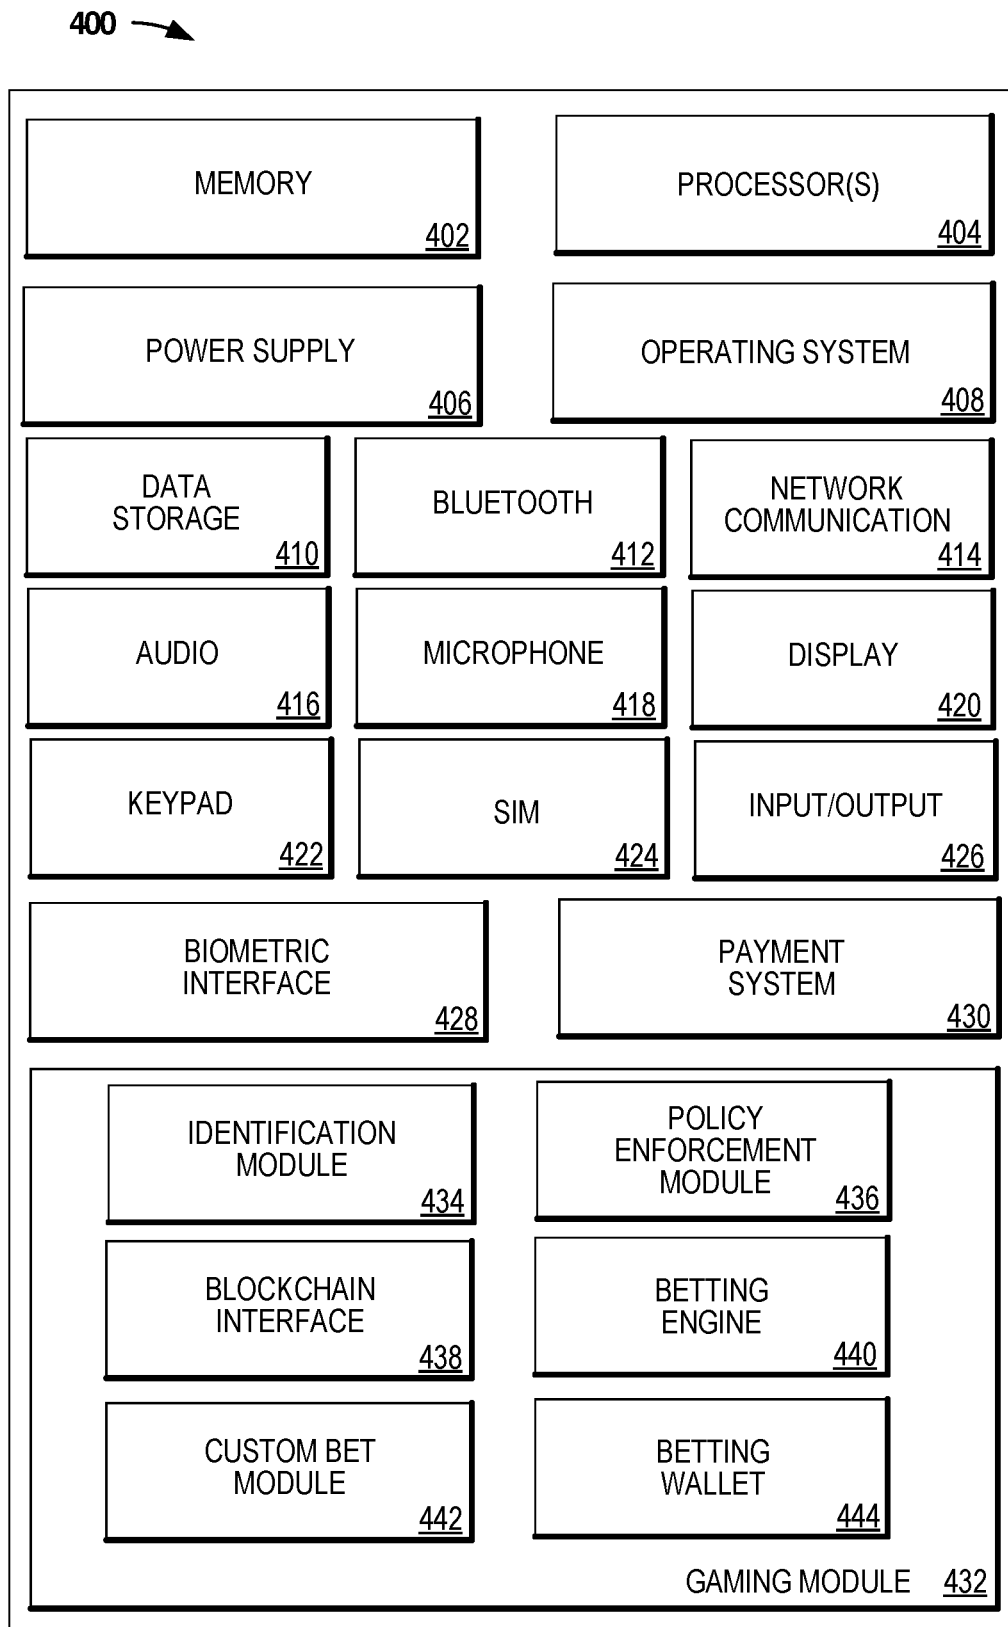 400
MEMORY
402
PROCESSOR(S)
404
POWER SUPPLY
406
OPERATING SYSTEM
408
DATA
STORAGE
410
BLUETOOTH
412
NETWORK
COMMUNICATION
414
AUDIO
416
MICROPHONE
418
DISPLAY
420
KEYPAD
422
SIM
424
INPUT/OUTPUT
426
BIOMETRIC
INTERFACE
428
PAYMENT
SYSTEM
430
IDENTIFICATION
MODULE
434
POLICY
ENFORCEMENT
MODULE
436
BLOCKCHAIN
INTERFACE
438
BETTING
ENGINE
440
CUSTOM BET
MODULE
442
BETTING
WALLET
444
GAMING MODULE 432